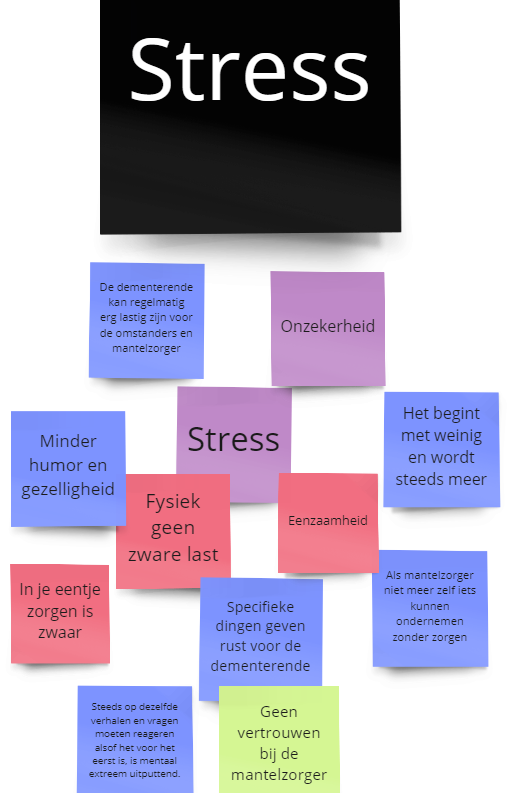 Stress
De dementerende
kan regelmatig
erg lastig zijn voor
de omstanders en
mantelzorger
Onzekerheid
Stress
Het begint
met weinig
en wordt
steeds meer
Minder
humor en
gezelligheid
Fysiek
geen
zware last
Eenzaamheid
In je eentje
zorgen is
zwaar
Specifieke
dingen geven
rust voor de
dementerende
Als mantelzorger
niet meer zelf iets
kunnen
ondernemen
zonder zorgen
Steeds op dezelfde
verhalen en vragen
moeten reageren
alsof het voor het
eerst is, is mentaal
extreem uitputtend.
Geen
vertrouwen
bij de
mantelzorger